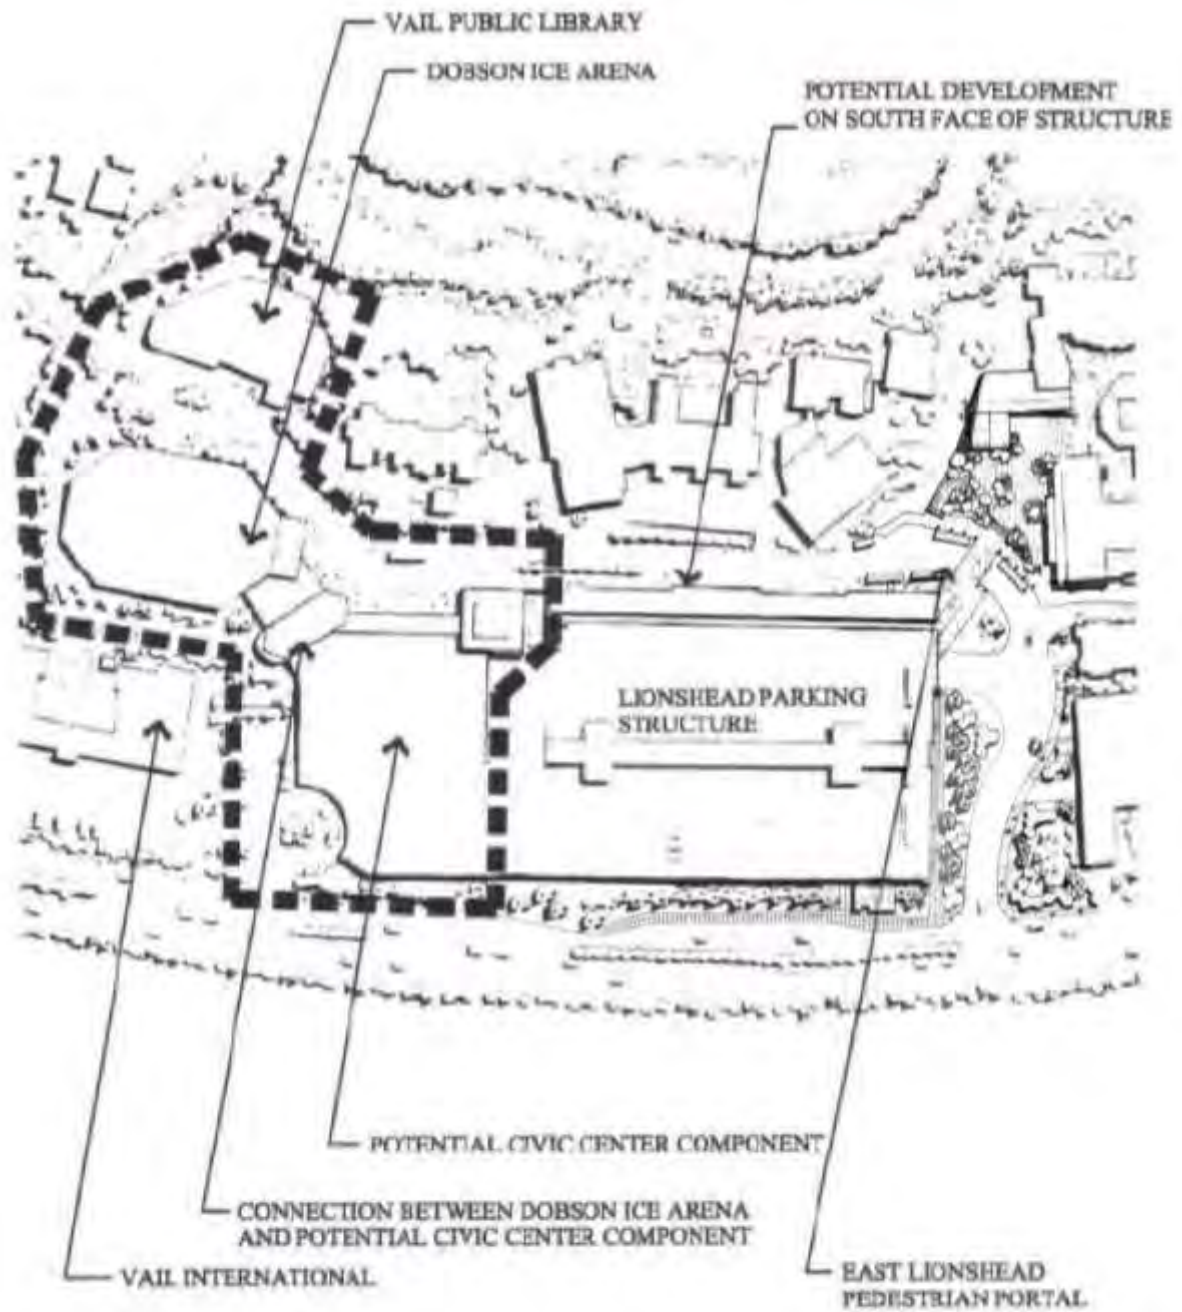 VAIL PUBLIC LIBRARY
DOBSON ICE ARENA
POTENTIAL DEVELOPMENT
ON SOUTH FACE OF STRUCTURE
LIONSHEAD PARKING
STRUCTURE
POTENTIAL CIVIC CENTER COMPONENT
CONNECTION BETWEEN DOBSON ICE ARENA
AND POTENTIAL CIVIC CENTER COMPONENT
VAIL INTERNATIONAL
EAST LIONSHEAD
PEDESTRIAN PORTAL